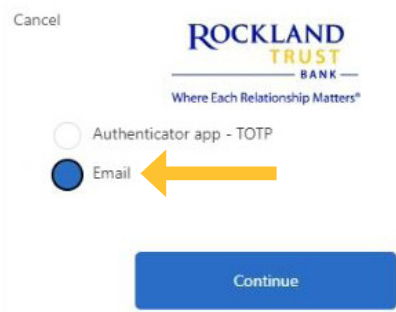 Cancel
ROCKLAND
TRUST
BANK
Where Each Relationship Matters®
Authenticator app - TOTP
Email
Continue